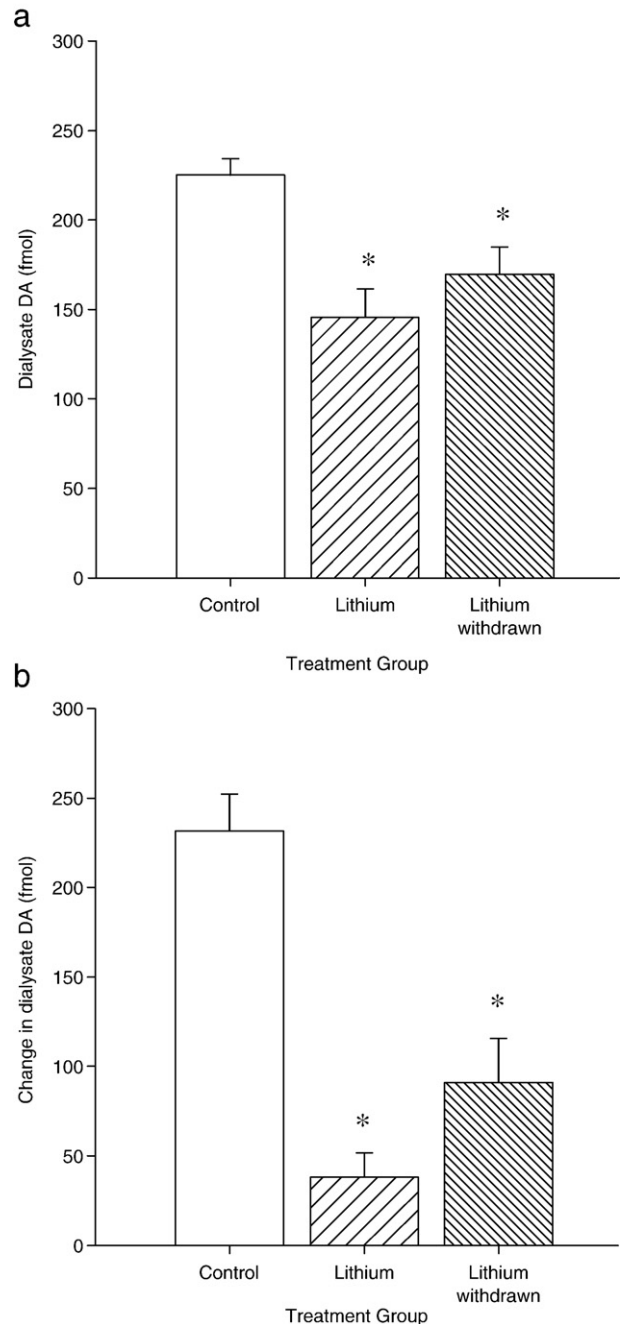 a
300
250
200
150
100
50
0
Dialysate DA (fmol)
*
*
Control
Lithium
Lithium
withdrawn
Treatment Group
b
300
250
200
150
100
50
0
Change in dialysate DA (fmol)
*
*
Control
Lithium
Lithium
withdrawn
Treatment Group